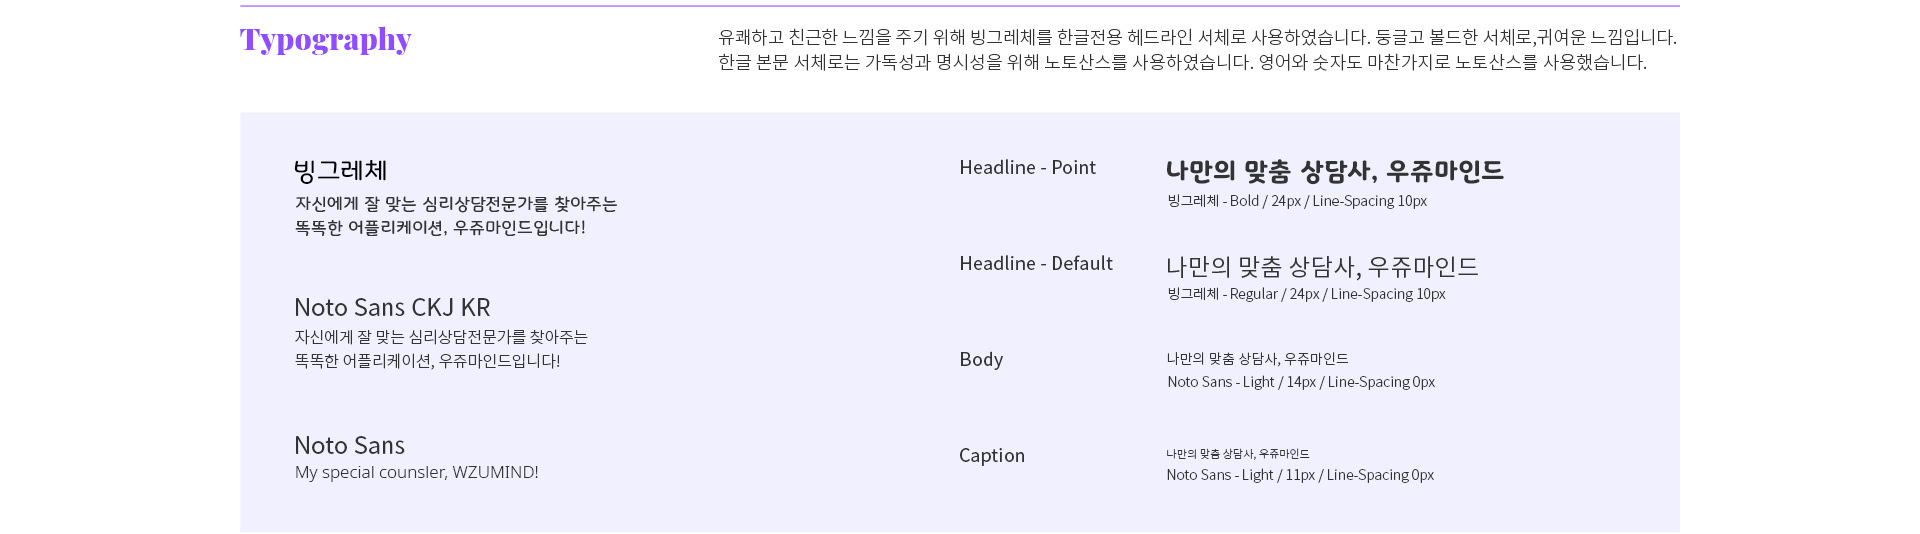 Typography
유쾌하고 친근한 느낌을 주기 위해 빙그레체를 한글전용 헤드라인 서체로 사용하였습니다. 둥글고 볼드한 서체로,귀여운 느낌입니다.
한글 본문 서체로는 가독성과 명시성을 위해 노토산스를 사용하였습니다. 영어와 숫자도 마찬가지로 노토산스를 사용했습니다.
빙그레체
자신에게 잘 맞는 심리상담전문가를 찾아주는
똑똑한 어플리케이션, 우쥬마인드입니다!
Noto Sans CKJ KR
자신에게 잘 맞는 심리상담전문가를 찾아주는
똑똑한 어플리케이션, 우쥬마인드입니다!
Noto Sans
My special counsler, WZUMIND!
Headline - Point
나만의 맞춤 상담사, 우쥬마인드
빙그레체 - Bold / 24px / Line-Spacing 10px
Headline - Default
나만의 맞춤 상담사, 우쥬마인드
빙그레체 - Regular / 24px / Line-Spacing 10px
Body
나만의 맞춤 상담사, 우쥬마인드
Noto Sans - Light / 14px / Line-Spacing 0px
Caption
나만의 맞춤 상담사, 우쥬마인드
Noto Sans - Light / 11px / Line-Spacing 0px